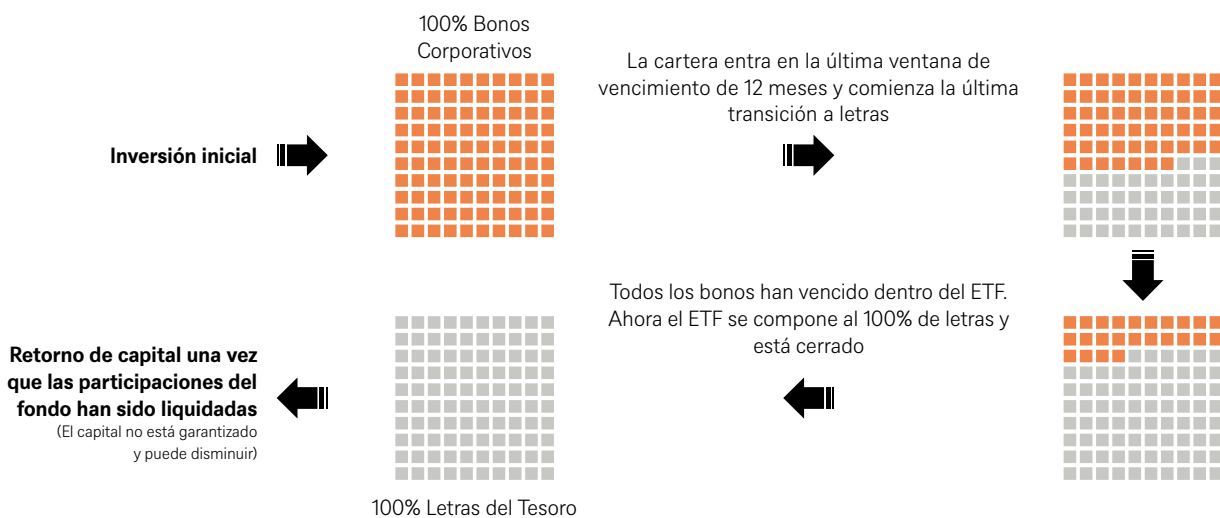 100% Bonos
Corporativos
La cartera entra en la última ventana de
vencimiento de 12 meses y comienza la última
transición a letras
Inversión inicial
Todos los bonos han vencido dentro del ETF.
Ahora el ETF se compone al 100% de letras y
está cerrado
Retorno de capital una vez
que las participaciones del
fondo han sido liquidadas
(El capital no está garantizado
y puede disminuir)
100% Letras del Tesoro